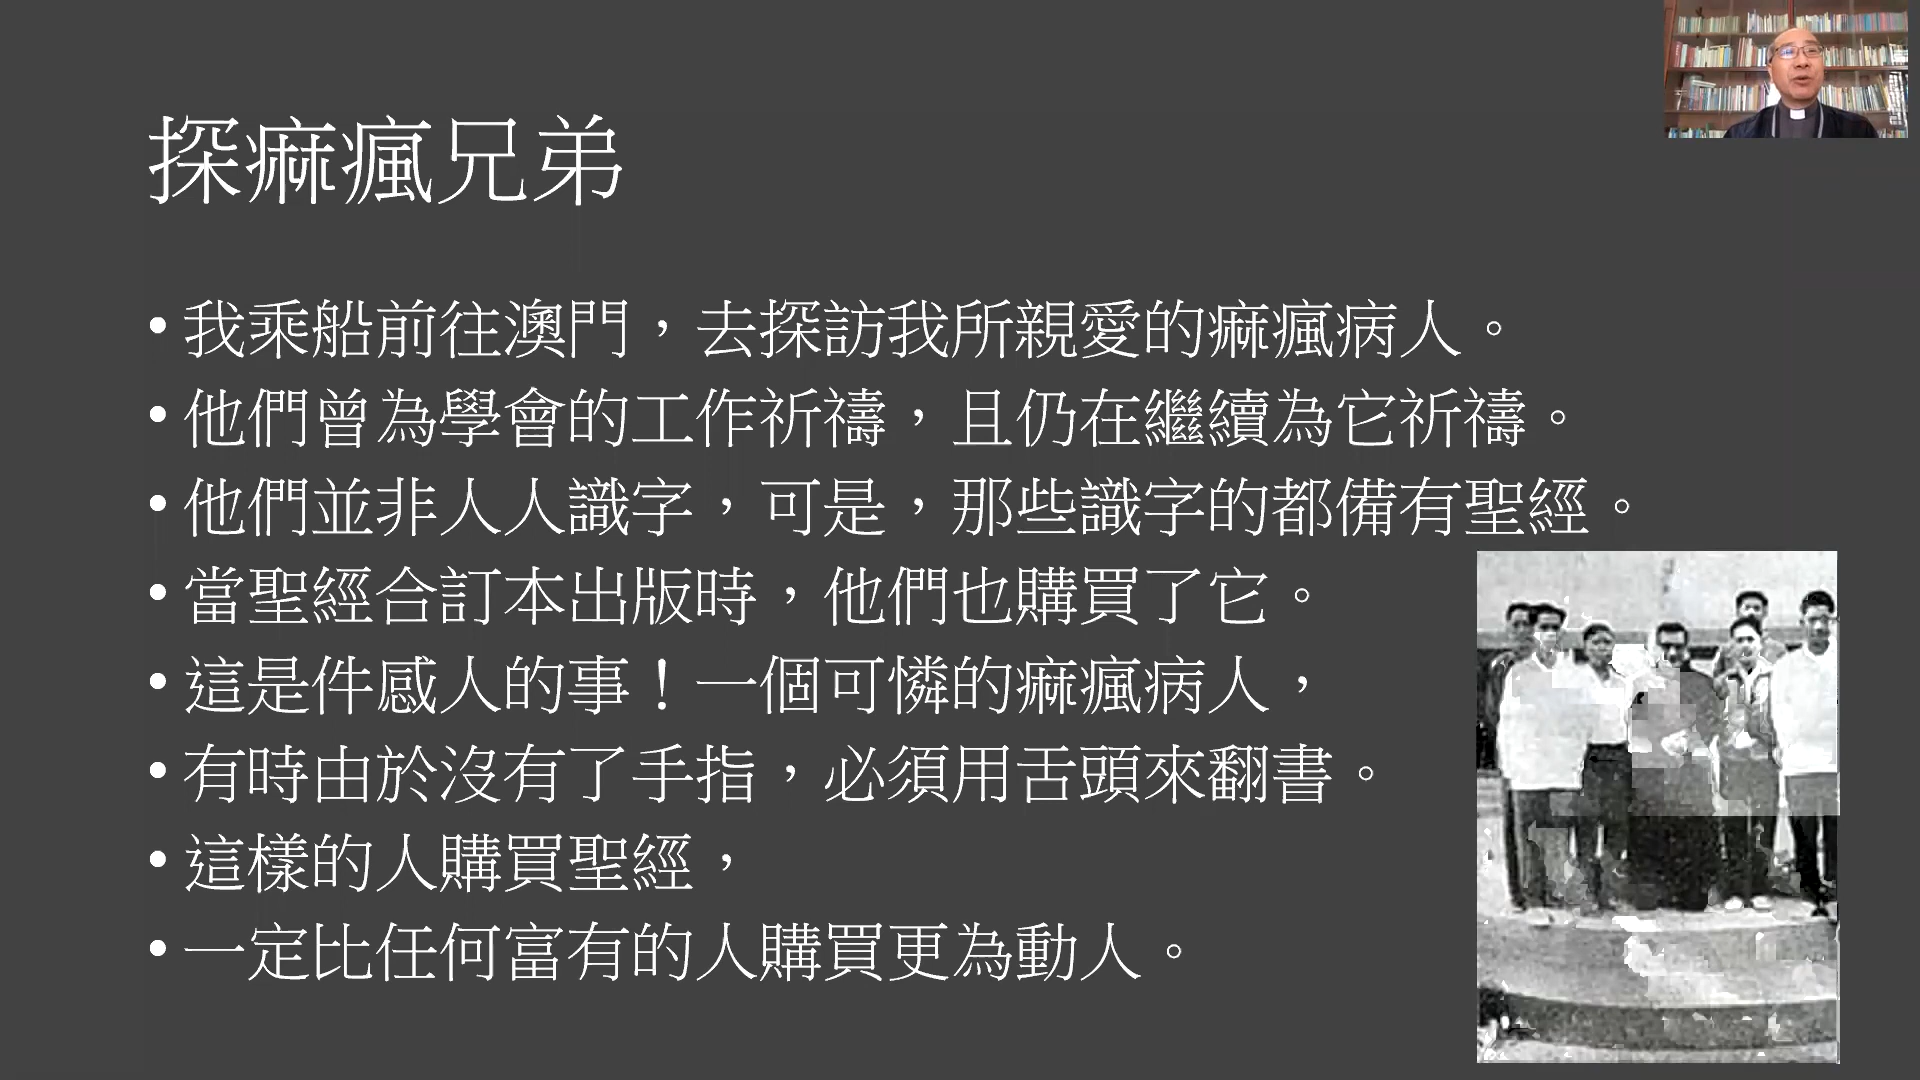 探痲瘋兄弟
• 我乘船前往澳門，去探訪我所親愛的痲瘋病人。
• 他們曾為學會的工作祈禱，且仍在繼續為它祈禱。
• 他們並非人人識字，可是，那些識字的都備有聖經。
• 當聖經合訂本出版時，他們也購買了它。
• 這是件感人的事！一個可憐的痲瘋病人，
• 有時由於沒有了手指，必須用舌頭來翻書。
• 這樣的人購買聖經，
• 一定比任何富有的人購買更為動人。